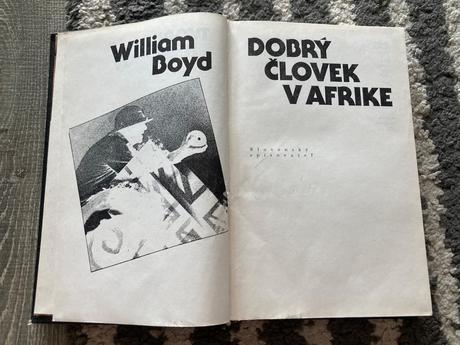 William
Boyd
DOBRÝ
ČLOVEK
V AFRIKE
Slovenský
spisovateľ